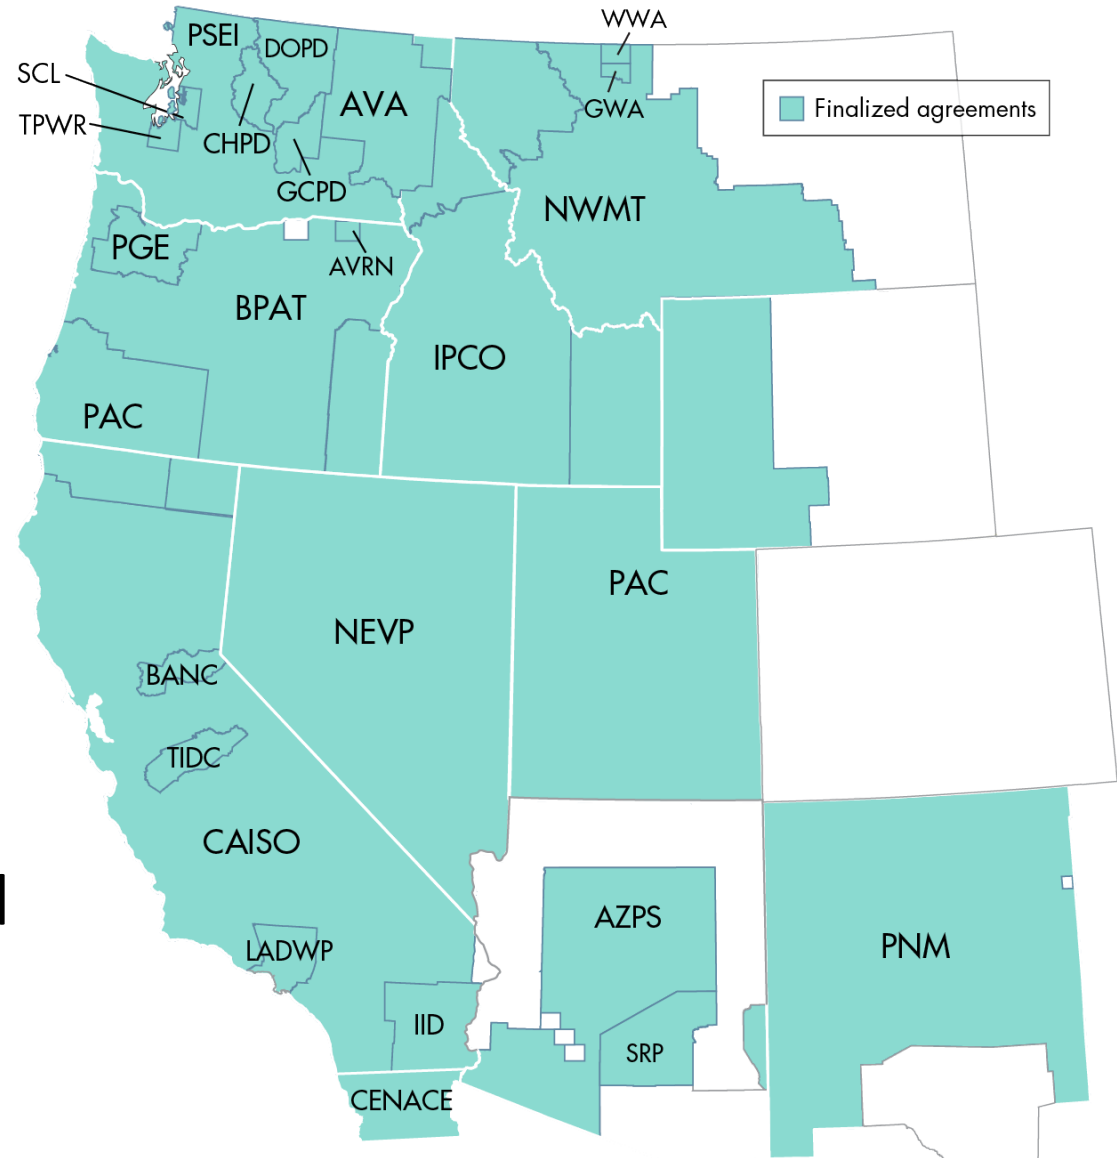 WWA
PSEI
DOPD
SCL
AVA
GWA
Finalized agreements
TPWR
CHPD
GCPD
NWMT
PGE
AVRN
BPAT
IPCO
PAC
PAC
NEVP
BANC
TIDC
CAISO
AZPS
LADWP
PNM
IID
SRP
CENACE